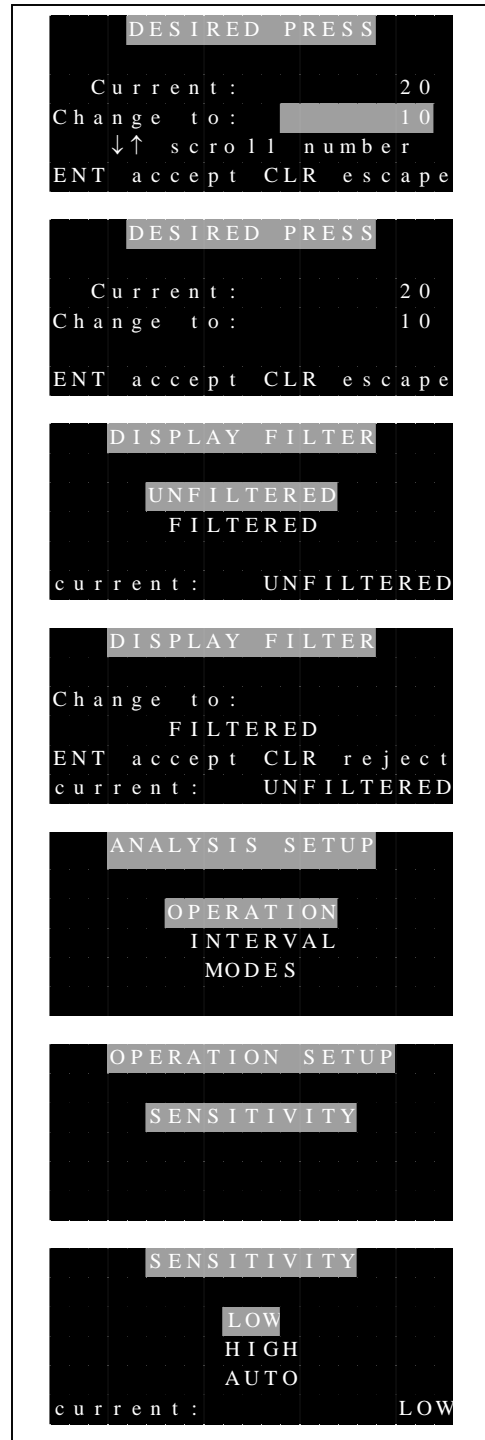 DESIRED PRESS
Current: 20
Change to: 10
↓↑ scroll number
ENT accept CLR escape
DESIRED PRESS
Current: 20
Change to: 10
ENT accept CLR escape
DISPLAY FILTER
UNFILTERED
FILTERED
current: UNFILTERED
DISPLAY FILTER
Change to:
FILTERED
ENT accept CLR reject
current: UNFILTERED
ANALYSIS SETUP
OPERATION
INTERVAL
MODES
OPERATION SETUP
SENSITIVITY
SENSITIVITY
LOW
HIGH
AUTO
current: LOW